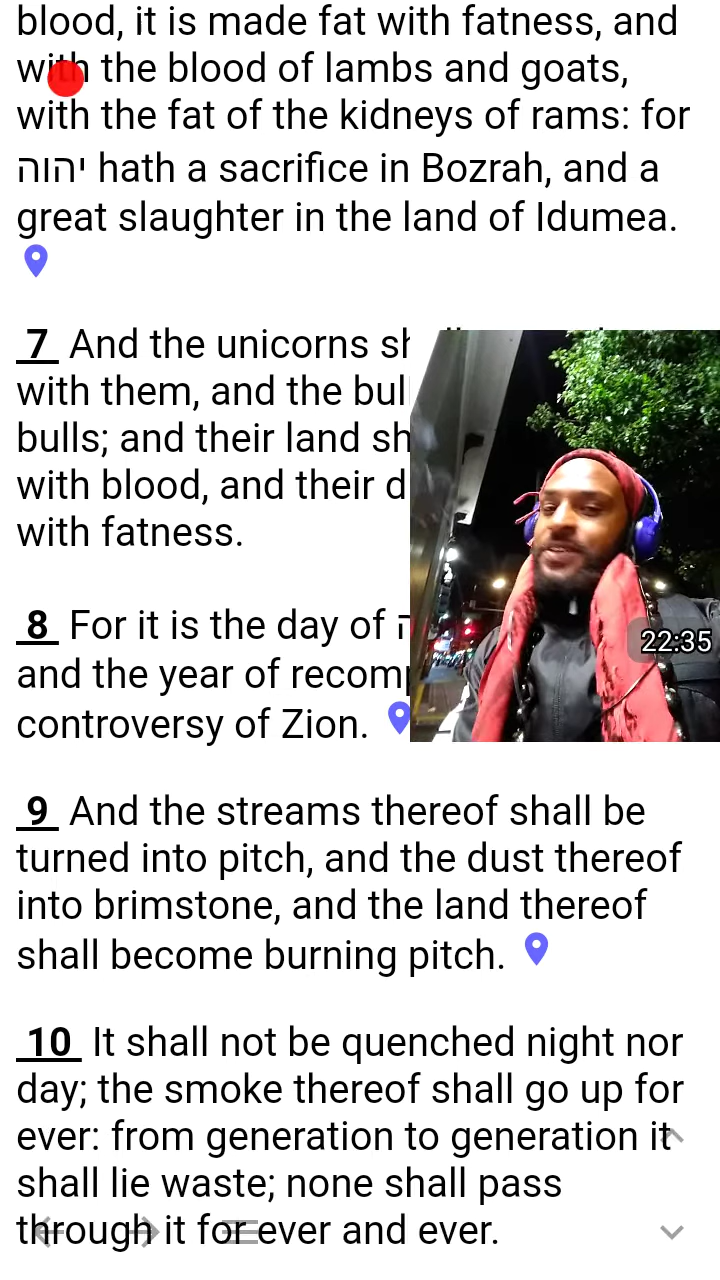 blood, it is made fat with fatness, and
with the blood of lambs and goats,
with the fat of the kidneys of rams: for
יהוה hath a sacrifice in Bozrah, and a
great slaughter in the land of Idumea.
7 And the unicorns
with them, and the
bulls; and their land
with blood, and their
with fatness.
22:35
8 For it is the day of
and the year of
controversy of Zion.
9 And the streams thereof shall be
turned into pitch, and the dust thereof
into brimstone, and the land thereof
shall become burning pitch.
10 It shall not be quenched night nor
day; the smoke thereof shall go up for
ever: from generation to generation it
shall lie waste; none shall pass
through it for ever and ever.